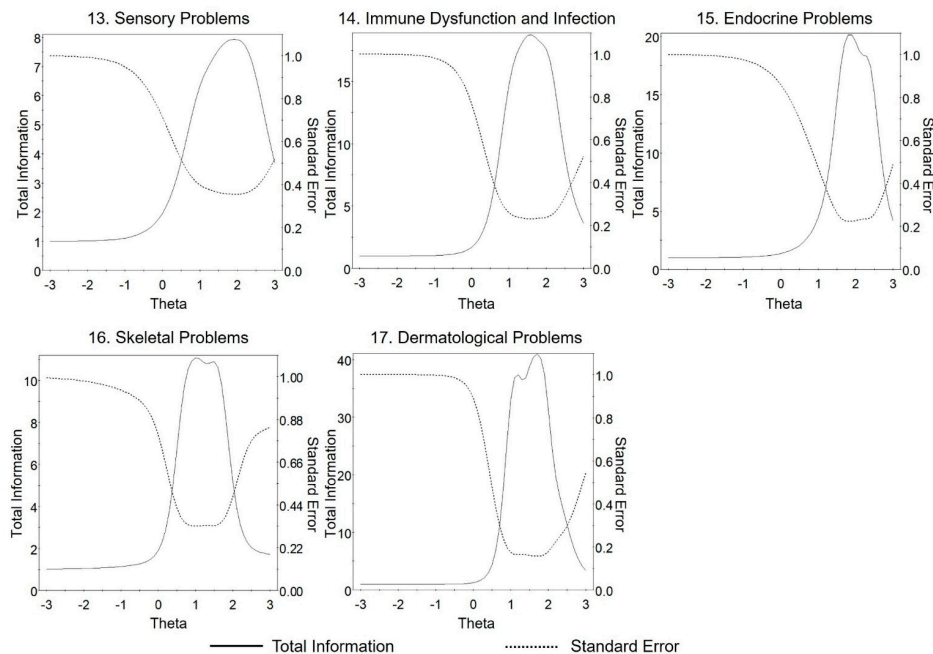 13. Sensory Problems
8
7
6
5
4
3
2
1
0
Total Information
1.0
0.8
0.6
0.4
0.2
0.0
Standard Error
-3 -2 -1 0 1 2 3
Theta
14. Immune Dysfunction and Infection
15
10
5
0
Total Information
1.0
0.8
0.6
0.4
0.2
0.0
Standard Error
-3 -2 -1 0 1 2 3
Theta
15. Endocrine Problems
20
15
10
5
0
Total Information
1.0
0.8
0.6
0.4
0.2
0.0
Standard Error
-3 -2 -1 0 1 2 3
Theta
16. Skeletal Problems
10
8
6
4
2
0
Total Information
1.00
0.88
0.66
0.44
0.22
0.00
Standard Error
-3 -2 -1 0 1 2 3
Theta
17. Dermatological Problems
40
35
30
20
10
0
Total Information
1.0
0.8
0.6
0.4
0.2
0.0
Standard Error
-3 -2 -1 0 1 2 3
Theta
Total Information
Standard Error